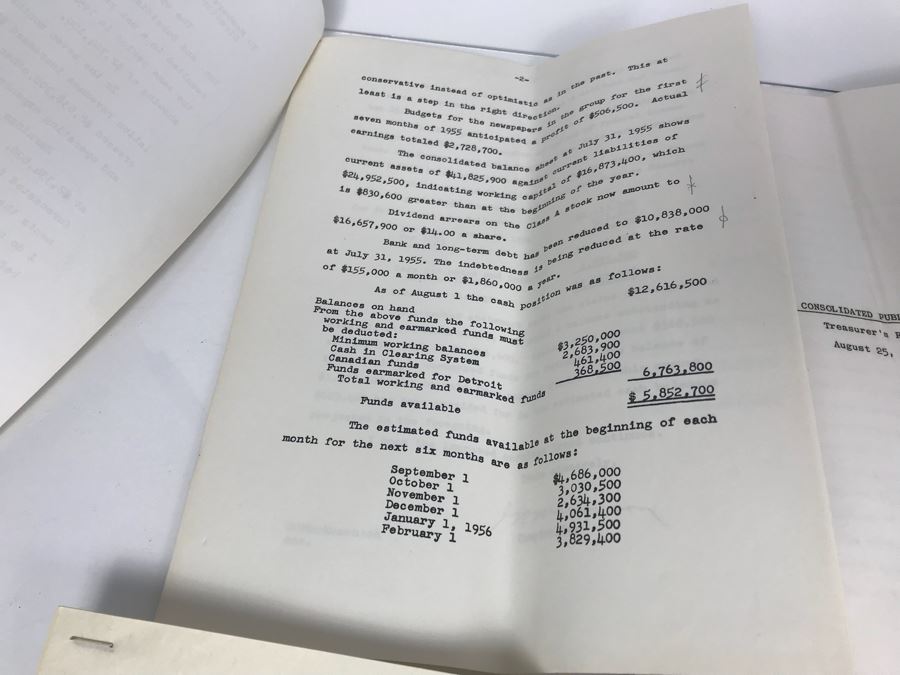 -2-
conservative instead of optimistic as in the past. This at
least is a step in the right direction.
Budgets for the newspapers in the group for the first
seven months of 1955 anticipated a profit of $506,500. Actual
earnings totaled $2,728,700.
The consolidated balance sheet at July 31, 1955 shows
current assets of $41,825,900 against current liabilities of
$24,952,500, indicating working capital of $16,873,400, which
is $830,600 greater than at the beginning of the year.
Dividend arrears on the Class A stock now amount to
$16,657,900 or $14.00 a share.
Bank and long-term debt has been reduced to $10,838,000
at July 31, 1955. The indebtedness is being reduced at the rate
of $155,000 a month or $1,860,000 a year.
As of August 1 the cash position was as follows:
Balances on hand $12,616,500
From the above funds the following
working and earmarked funds must
be deducted:
Minimum working balances $3,250,000
Cash in Clearing System 2,683,900
Canadian funds 461,400
Funds earmarked for Detroit 368,500
Total working and earmarked funds 6,763,800
Funds available $ 5,852,700
The estimated funds available at the beginning of each
month for the next six months are as follows:
September 1 $4,686,000
October 1 3,030,500
November 1 2,634,300
December 1 4,061,400
January 1, 1956 4,931,500
February 1 3,829,400
CONSOLIDATED
Treasurer's
August 25,